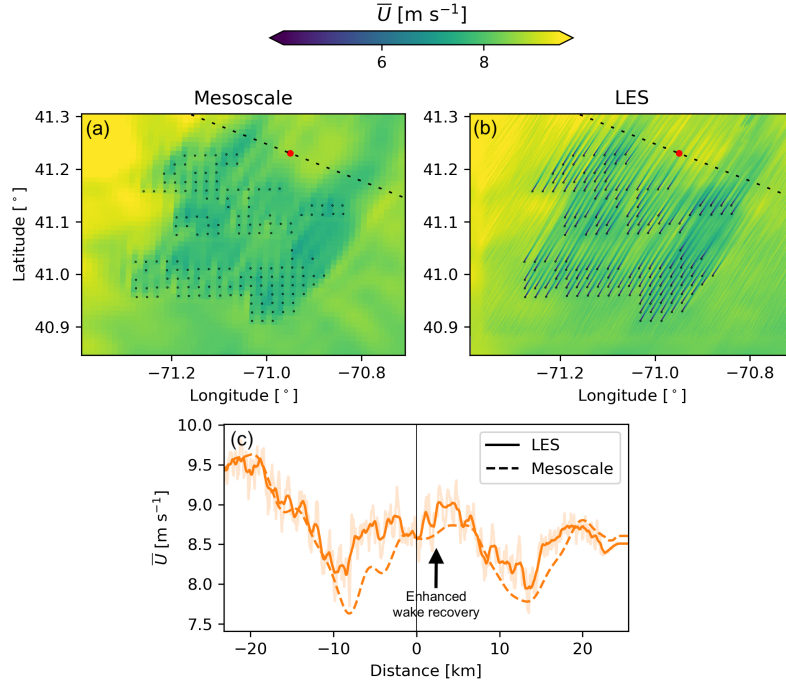 U̅ [m s⁻¹]
6 8
Mesoscale LES
(a) (b)
41.3 41.3
41.2 41.2
41.1 41.1
41.0 41.0
40.9 40.9
Latitude [°]
−71.2 −71.0 −70.8 −71.2 −71.0 −70.8
Longitude [°] Longitude [°]
(c)
LES
Mesoscale
10.0
9.5
9.0
8.5
8.0
7.5
U̅ [m s⁻¹]
Enhanced
wake recovery
−20 −10 0 10 20
Distance [km]